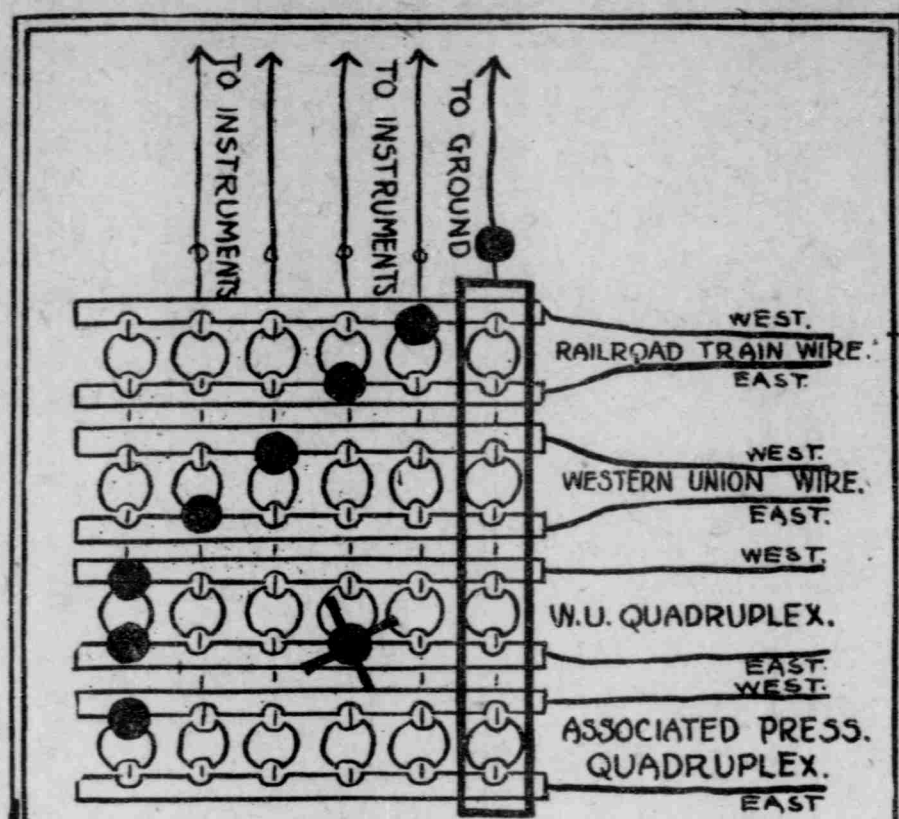 TO INSTRUMENTS
TO INSTRUMENTS
TO GROUND
WEST.
RAILROAD TRAIN WIRE.
EAST.
WEST.
WESTERN UNION WIRE.
EAST.
WEST.
W.U. QUADRUPLEX.
EAST.
WEST.
ASSOCIATED PRESS.
QUADRUPLEX.
EAST